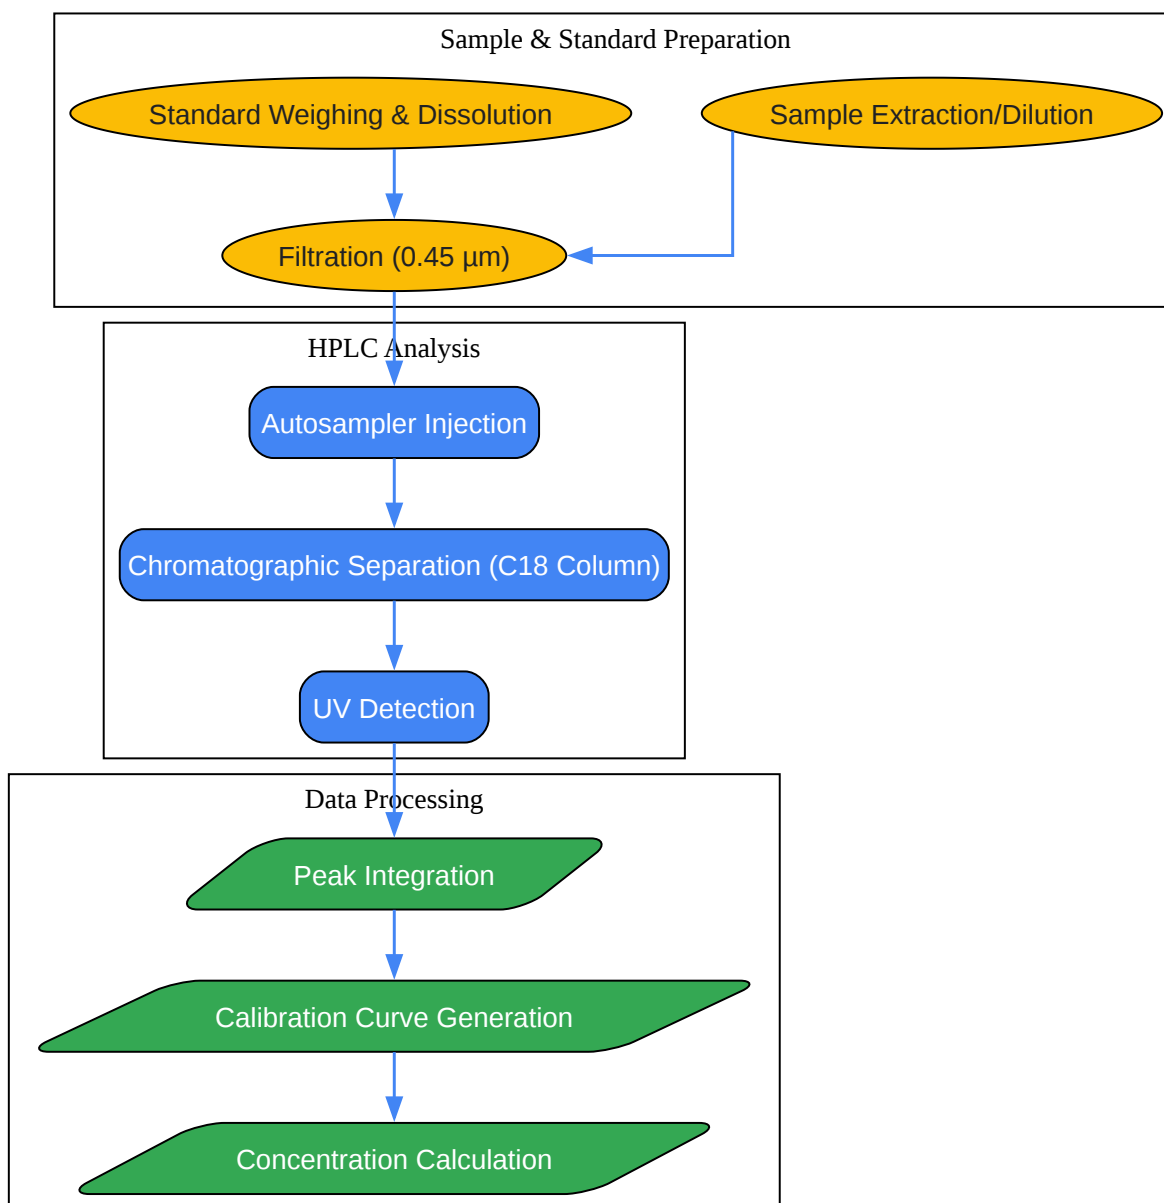 Sample & Standard Preparation
Standard Weighing & Dissolution
Sample Extraction/Dilution
Filtration (0.45 µm)
HPLC Analysis
Autosampler Injection
Chromatographic Separation (C18 Column)
UV Detection
Data Processing
Peak Integration
Calibration Curve Generation
Concentration Calculation